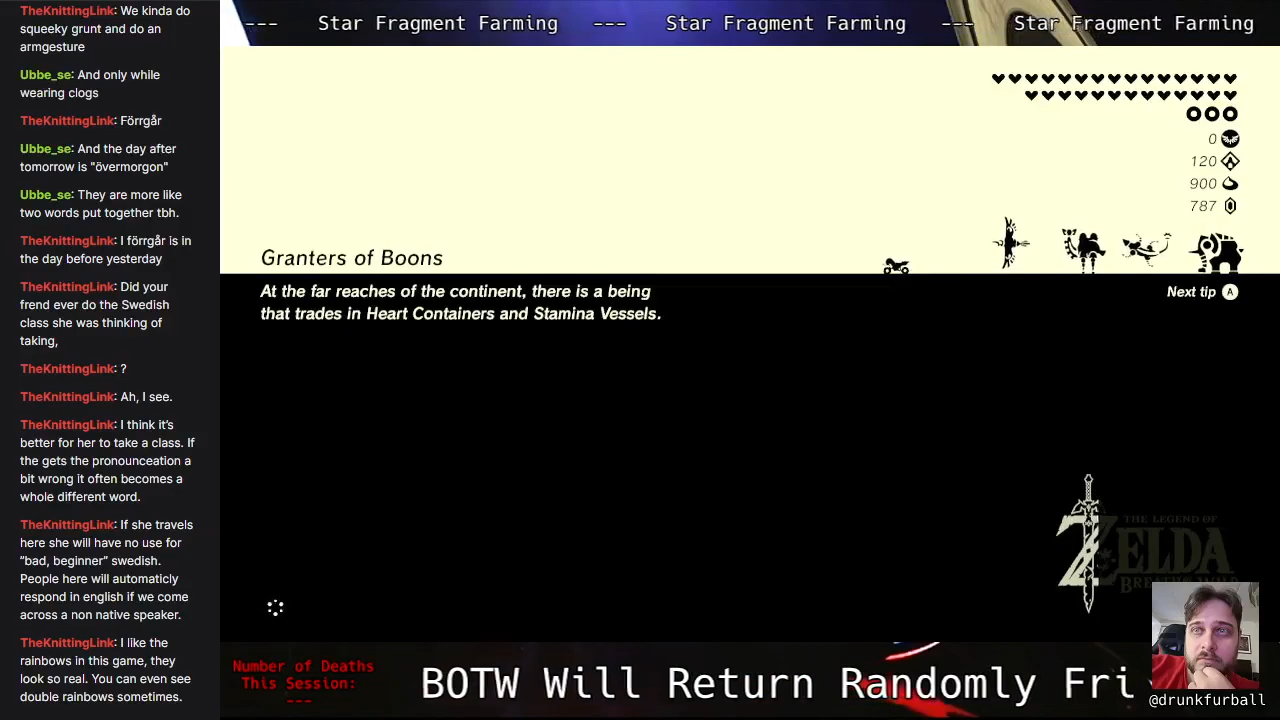 TheKnittingLink: We kinda do
squeeky grunt and do an
armgesture
Ubbe_se: And only while
wearing clogs
TheKnittingLink: Förrgår
Ubbe_se: And the day after
tomorrow is "övermorgon"
Ubbe_se: They are more like
two words put together tbh.
TheKnittingLink: I förrgår is in
the day before yesterday
TheKnittingLink: Did your
frend ever do the Swedish
class she was thinking of
taking,
TheKnittingLink: ?
TheKnittingLink: Ah, I see.
TheKnittingLink: I think it's
better for her to take a class. If
the gets the pronounceation a
bit wrong it often becomes a
whole different word.
TheKnittingLink: If she travels
here she will have no use for
"bad, beginner" swedish.
People here will automaticly
respond in english if we come
across a non native speaker.
TheKnittingLink: I like the
rainbows in this game, they
look so real. You can even see
double rainbows sometimes.
--- Star Fragment Farming --- Star Fragment Farming --- Star Fragment Farming
0
120
900
787
Granters of Boons
At the far reaches of the continent, there is a being
that trades in Heart Containers and Stamina Vessels.
Next tip A
THE LEGEND OF
ZELDA
BREATH
WILD
Number of Deaths
This Session:
---
BOTW Will Return Randomly Fri
@drunkfurball